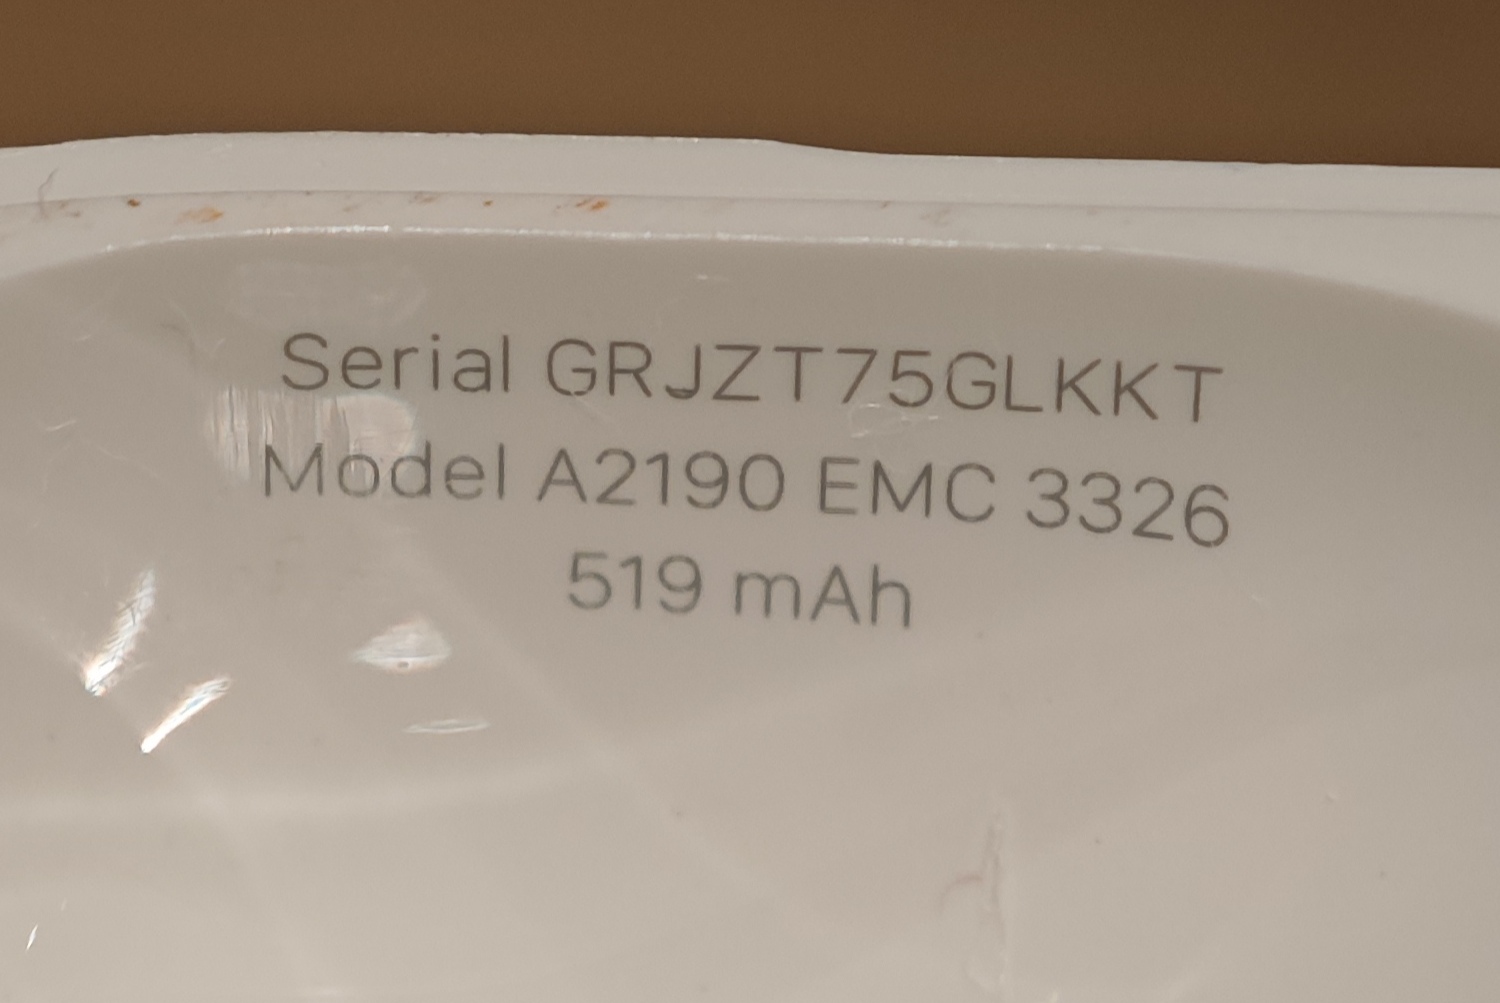 Serial GRJZT75GLKKT
Model A2190 EMC 3326
519 mAh